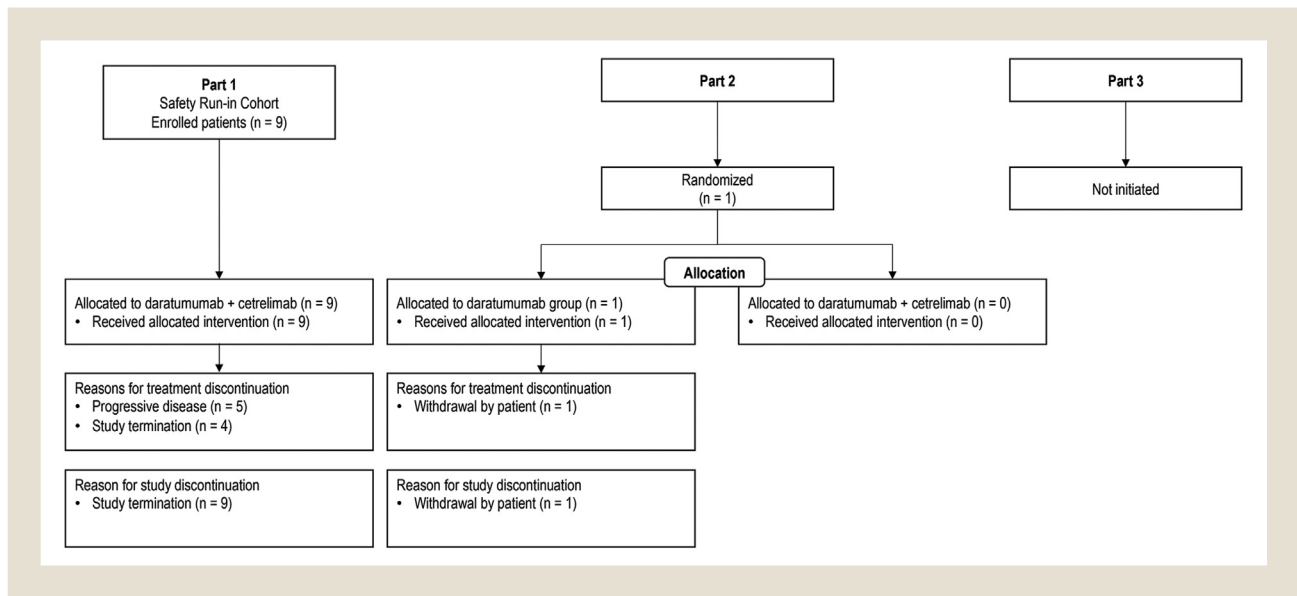 Part 1
Safety Run-in Cohort
Enrolled patients (n = 9)
Part 2
Part 3
Randomized
(n = 1)
Not initiated
Allocation
Allocated to daratumumab + cetrelimab (n = 9)
• Received allocated intervention (n = 9)
Allocated to daratumumab group (n = 1)
• Received allocated intervention (n = 1)
Allocated to daratumumab + cetrelimab (n = 0)
• Received allocated intervention (n = 0)
Reasons for treatment discontinuation
• Progressive disease (n = 5)
• Study termination (n = 4)
Reasons for treatment discontinuation
• Withdrawal by patient (n = 1)
Reason for study discontinuation
• Study termination (n = 9)
Reason for study discontinuation
• Withdrawal by patient (n = 1)